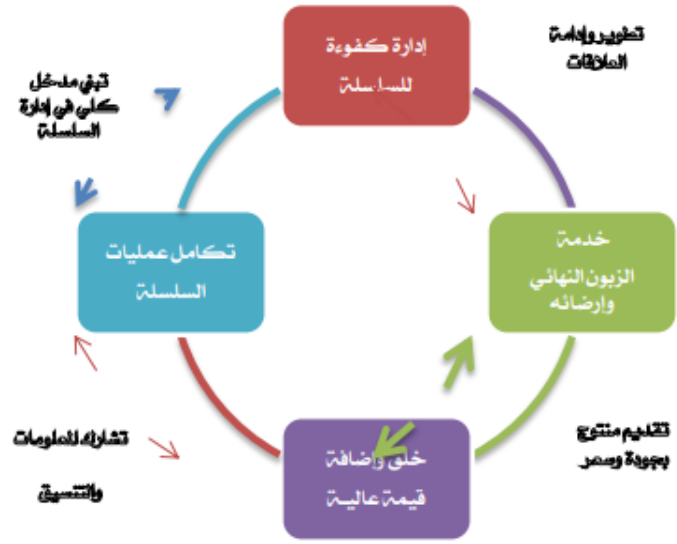 إدارة كفوءة
للسلسلة
تطوير وإدامة
العلاقات
خدمة
الزبون النهائي
وإرضائه
تقديم منتوج
بجودة وسعر
خلق وإضافة
قيمة عالية
تشارك المعلومات
والتنسيق
تكامل عمليات
السلسلة
تبني مدخل
كلي في إدارة
السلسلة